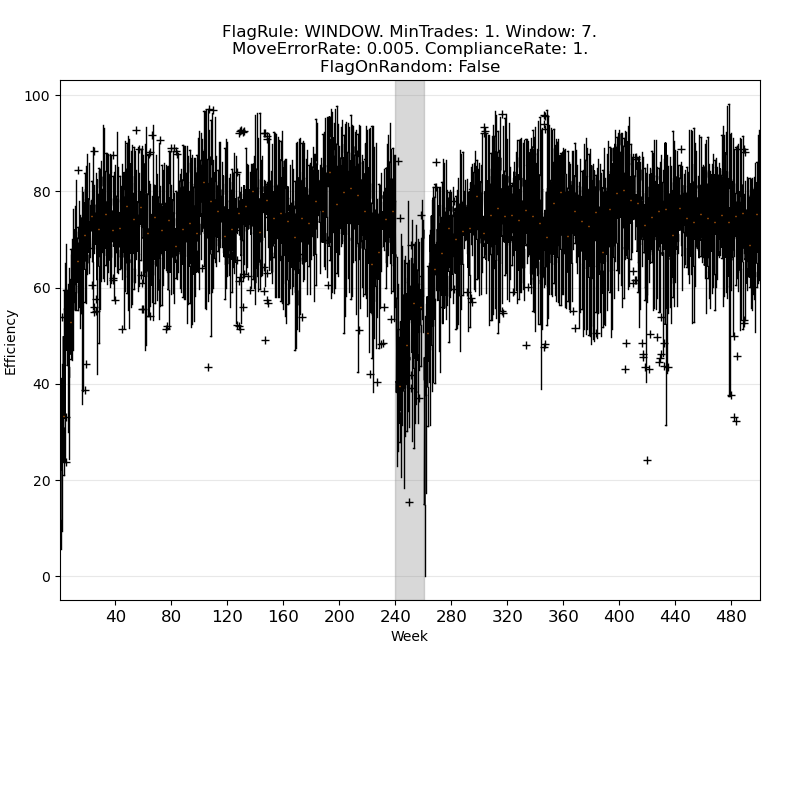 FlagRule: WINDOW. MinTrades: 1. Window: 7.
MoveErrorRate: 0.005. ComplianceRate: 1.
FlagOnRandom: False
100
80
60
40
20
0
Efficiency
40 80 120 160 200 240 280 320 360 400 440 480
Week